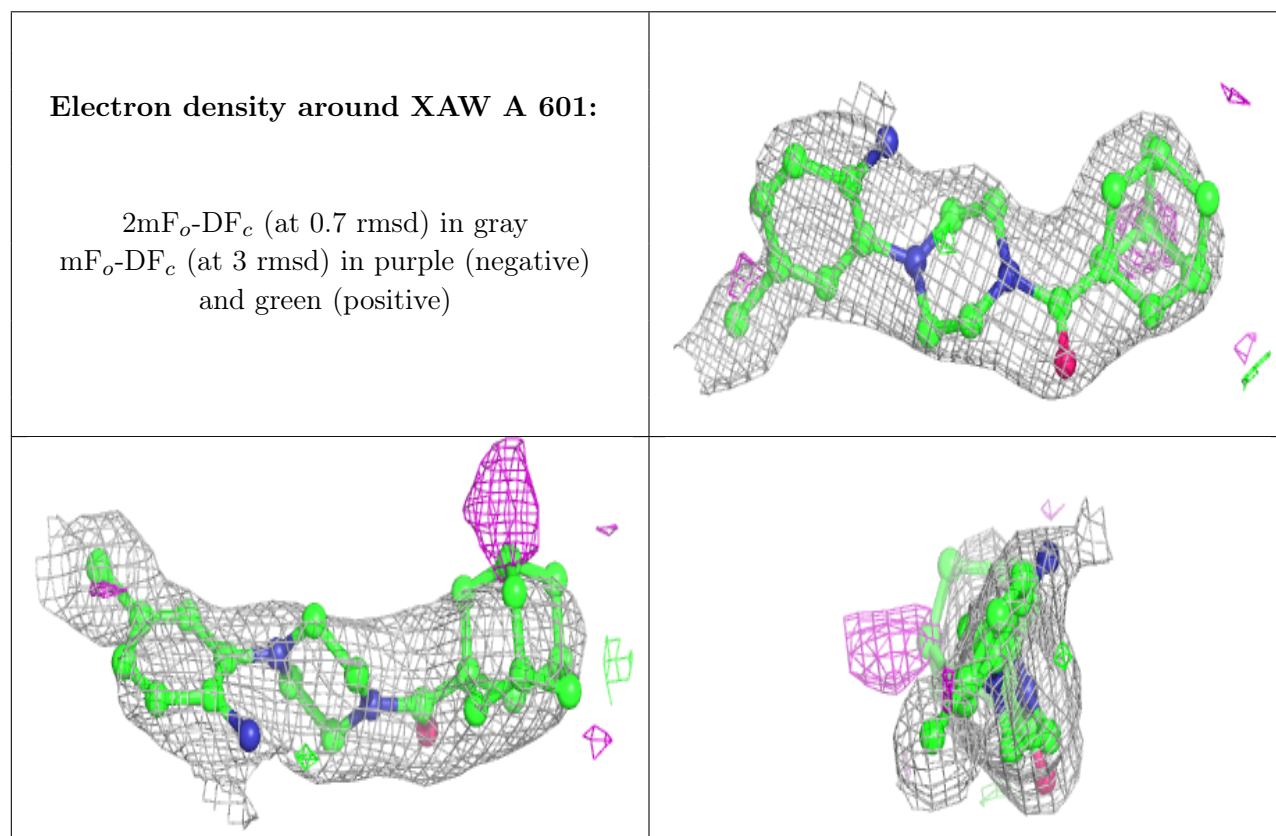 Electron density around XAW A 601:
2mFo-DFc (at 0.7 rmsd) in gray
mFo-DFc (at 3 rmsd) in purple (negative)
and green (positive)